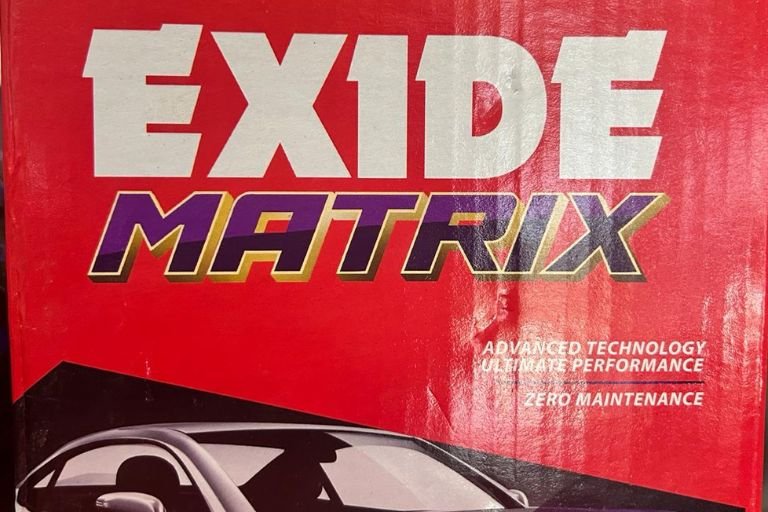 EXIDE
MATRIX
ADVANCED TECHNOLOGY
ULTIMATE PERFORMANCE
ZERO MAINTENANCE